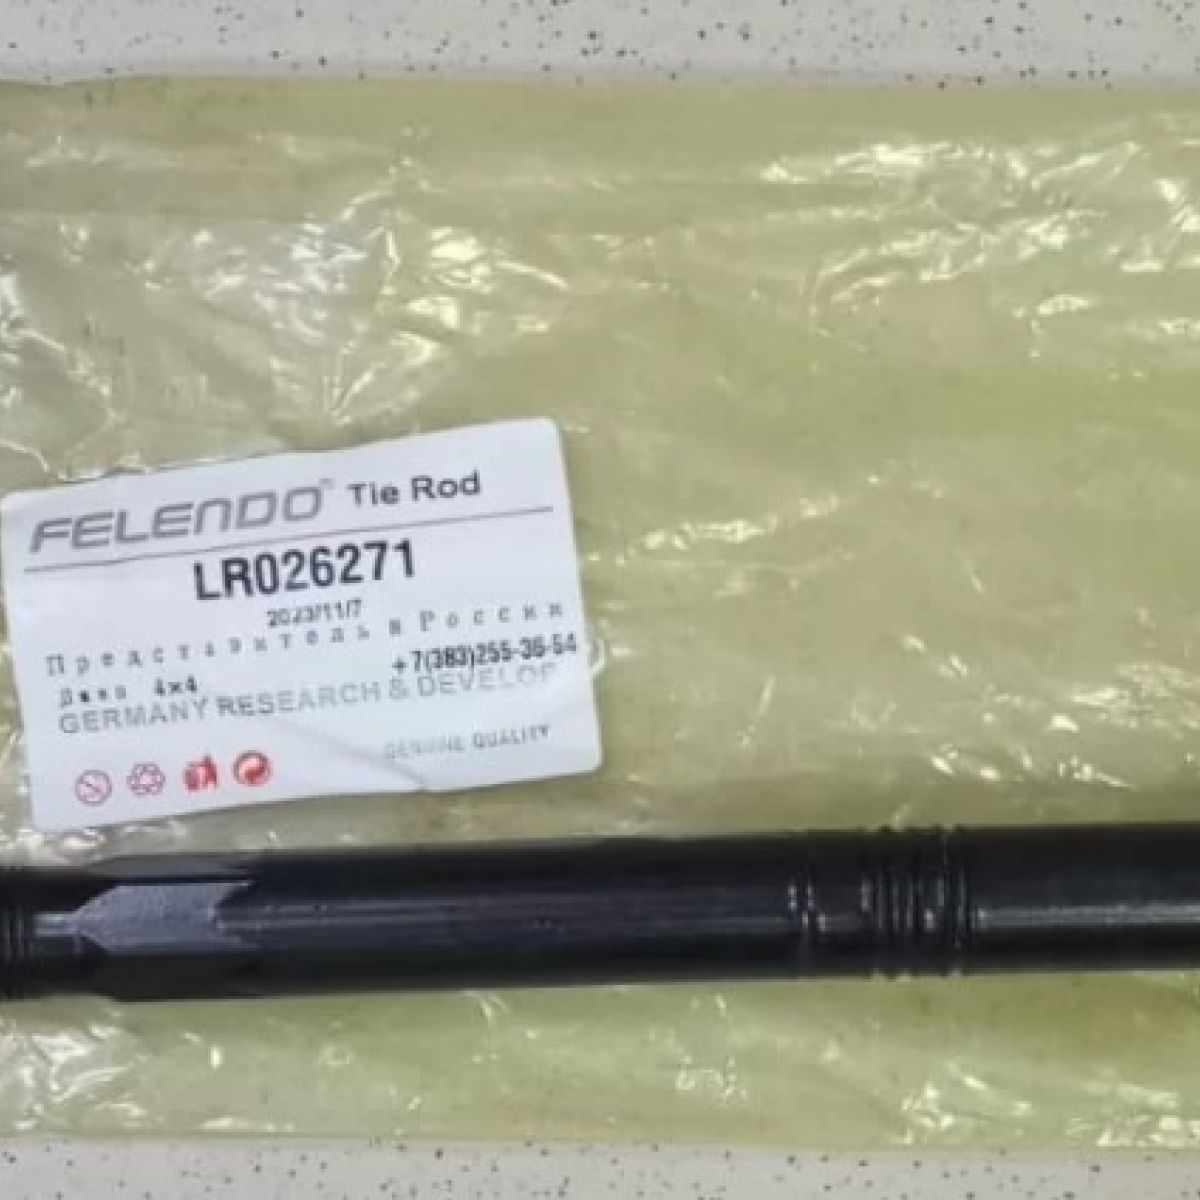 FELENDO Tie Rod
LR026271
2023/11/7
Представитель в России
+7(383)255-36-54
4x4
GERMANY RESEARCH & DEVELOP
GENUINE QUALITY